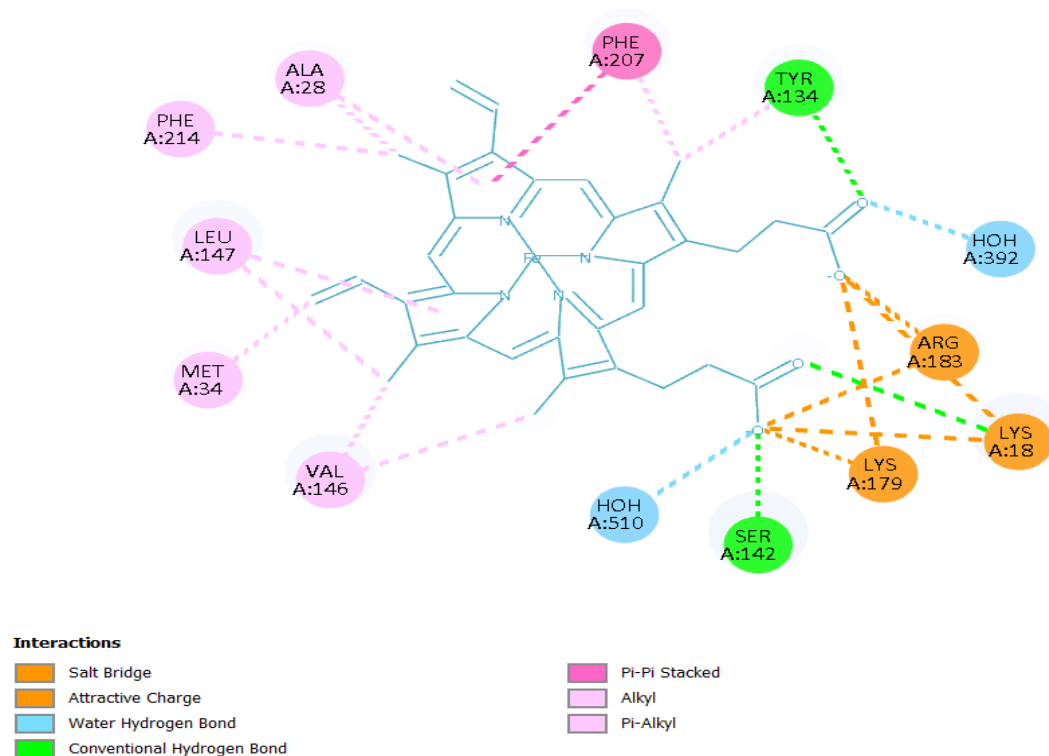 PHE
A:207
ALA
A:28
TYR
A:134
PHE
A:214
N
O
LEU
A:147
HOH
A:392
Fe
N
-O
N
N
ARG
A:183
MET
A:34
O
O
LYS
A:18
VAL
A:146
LYS
A:179
HOH
A:510
SER
A:142
Interactions
Salt Bridge
Attractive Charge
Water Hydrogen Bond
Conventional Hydrogen Bond
Pi-Pi Stacked
Alkyl
Pi-Alkyl